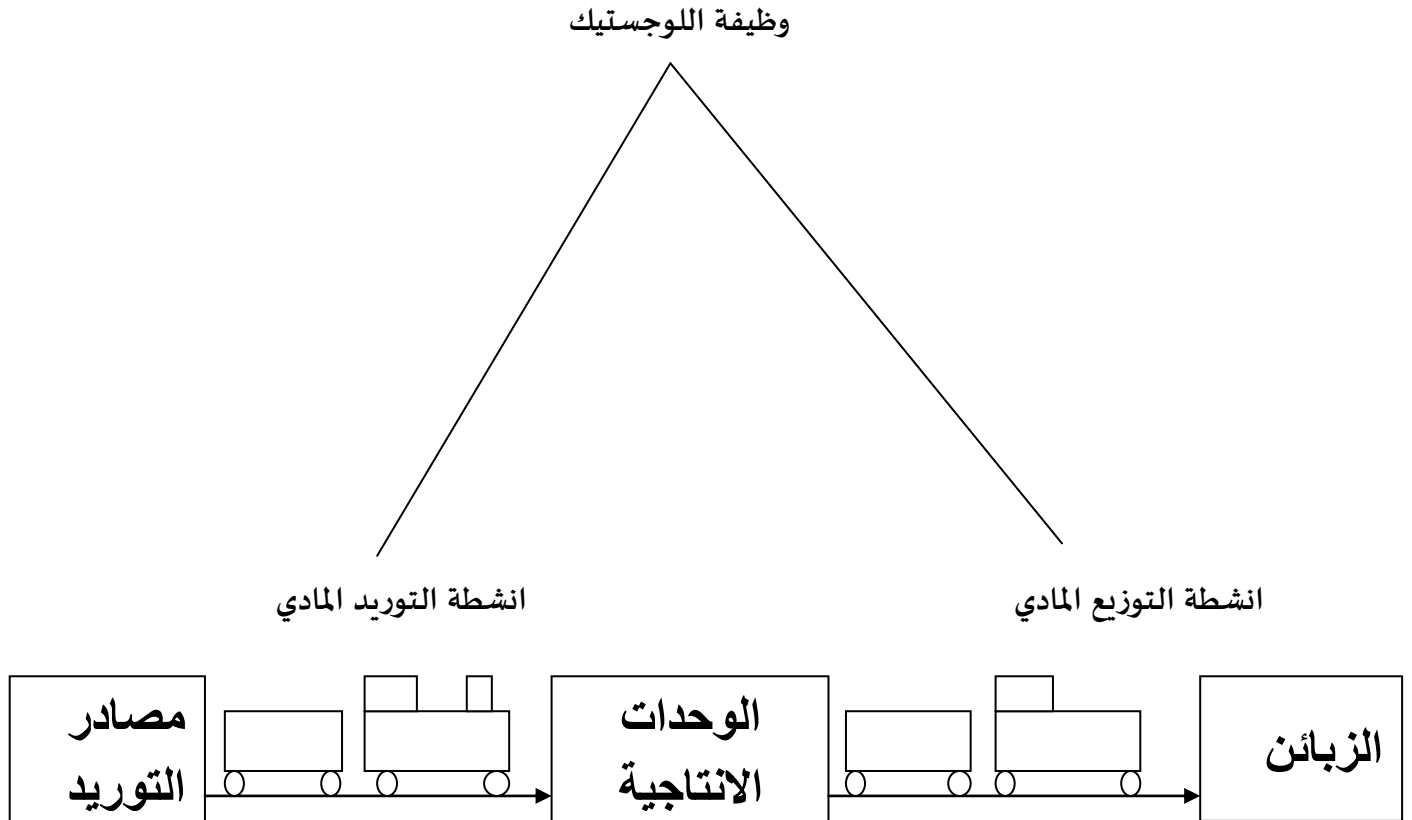 وظيفة اللوجستيك
انشطة التوزيع المادي
انشطة التوريد المادي
الزبائن
الوحدات
الانتاجية
مصادر
التوريد